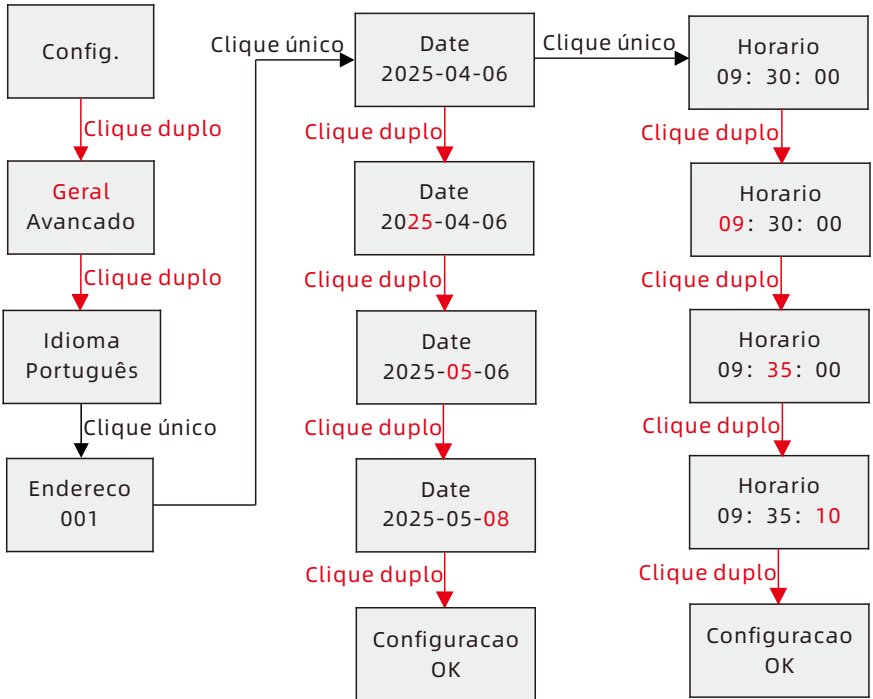 Config.
Clique duplo
Geral
Avancado
Clique duplo
Idioma
Português
Clique único
Endereco
001
Clique único
Date
2025-04-06
Clique duplo
Date
2025-04-06
Clique duplo
Date
2025-05-06
Clique duplo
Date
2025-05-08
Clique duplo
Configuracao
OK
Clique único
Horario
09: 30: 00
Clique duplo
Horario
09: 30: 00
Clique duplo
Horario
09: 35: 00
Clique duplo
Horario
09: 35: 10
Clique duplo
Configuracao
OK